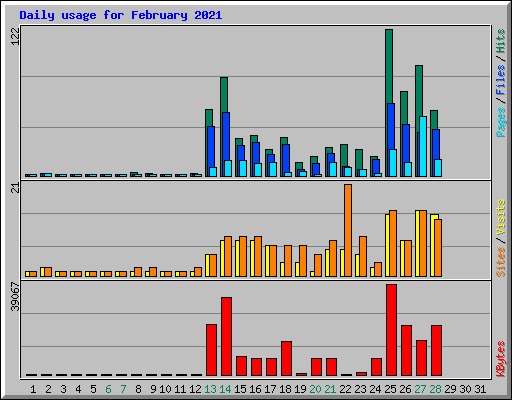 Daily usage for February 2021
122
Pages / Files / Hits
21
Sites / Visits
39067
KBytes
1 2 3 4 5 6 7 8 9 10 11 12 13 14 15 16 17 18 19 20 21 22 23 24 25 26 27 28 29 30 31